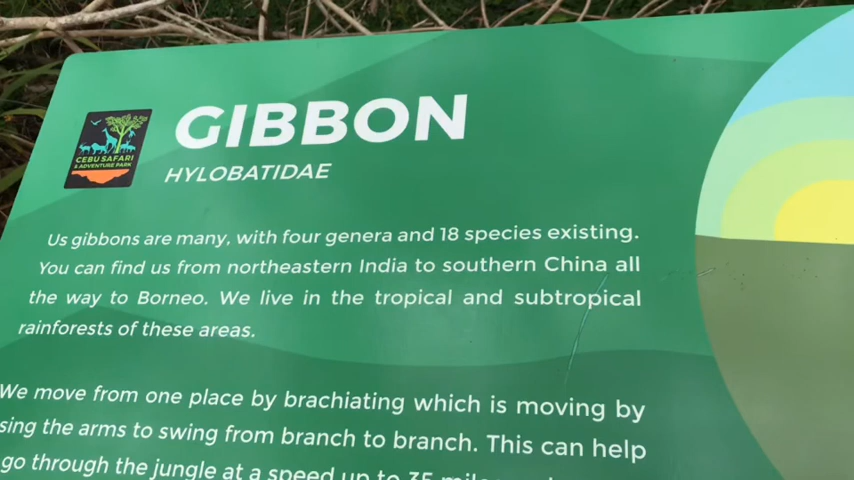 GIBBON
CEBU SAFARI
& ADVENTURE PARK
HYLOBATIDAE
Us gibbons are many, with four genera and 18 species existing.
You can find us from northeastern India to southern China all
the way to Borneo. We live in the tropical and subtropical
rainforests of these areas.
We move from one place by brachiating which is moving by
sing the arms to swing from branch to branch. This can help
go through the jungle at a speed up to 35